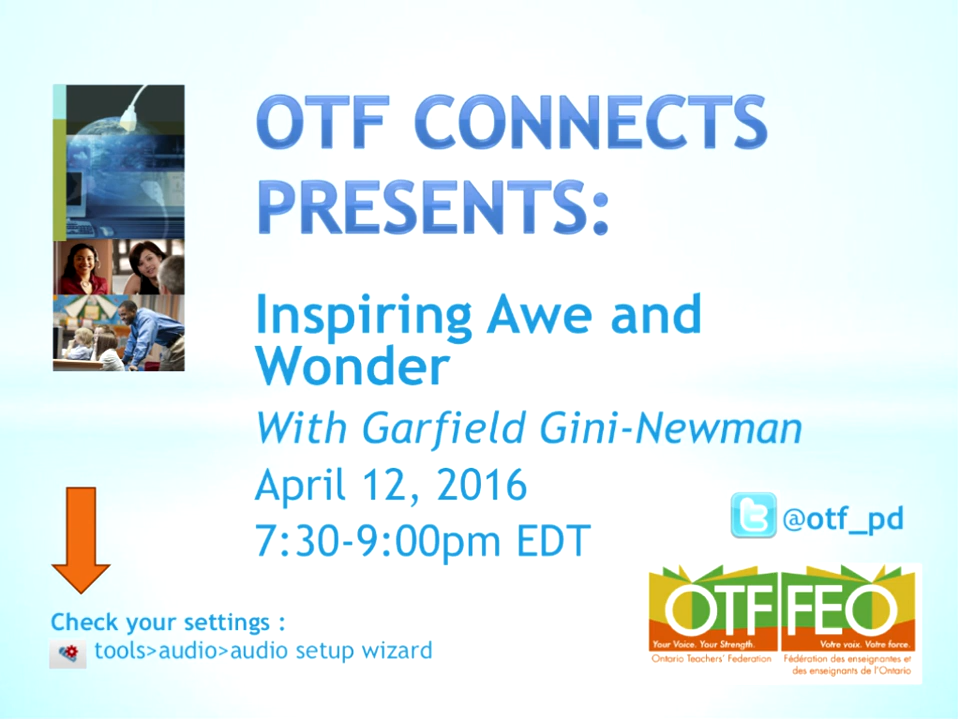 OTF CONNECTS
PRESENTS:
Inspiring Awe and
Wonder
With Garfield Gini-Newman
April 12, 2016
7:30-9:00pm EDT
@otf_pd
Check your settings :
tools>audio>audio setup wizard
OTF FEO
Your Voice. Your Strength. Votre voix. Votre force.
Ontario Teachers' Federation
Fédération des enseignantes et
des enseignants de l'Ontario